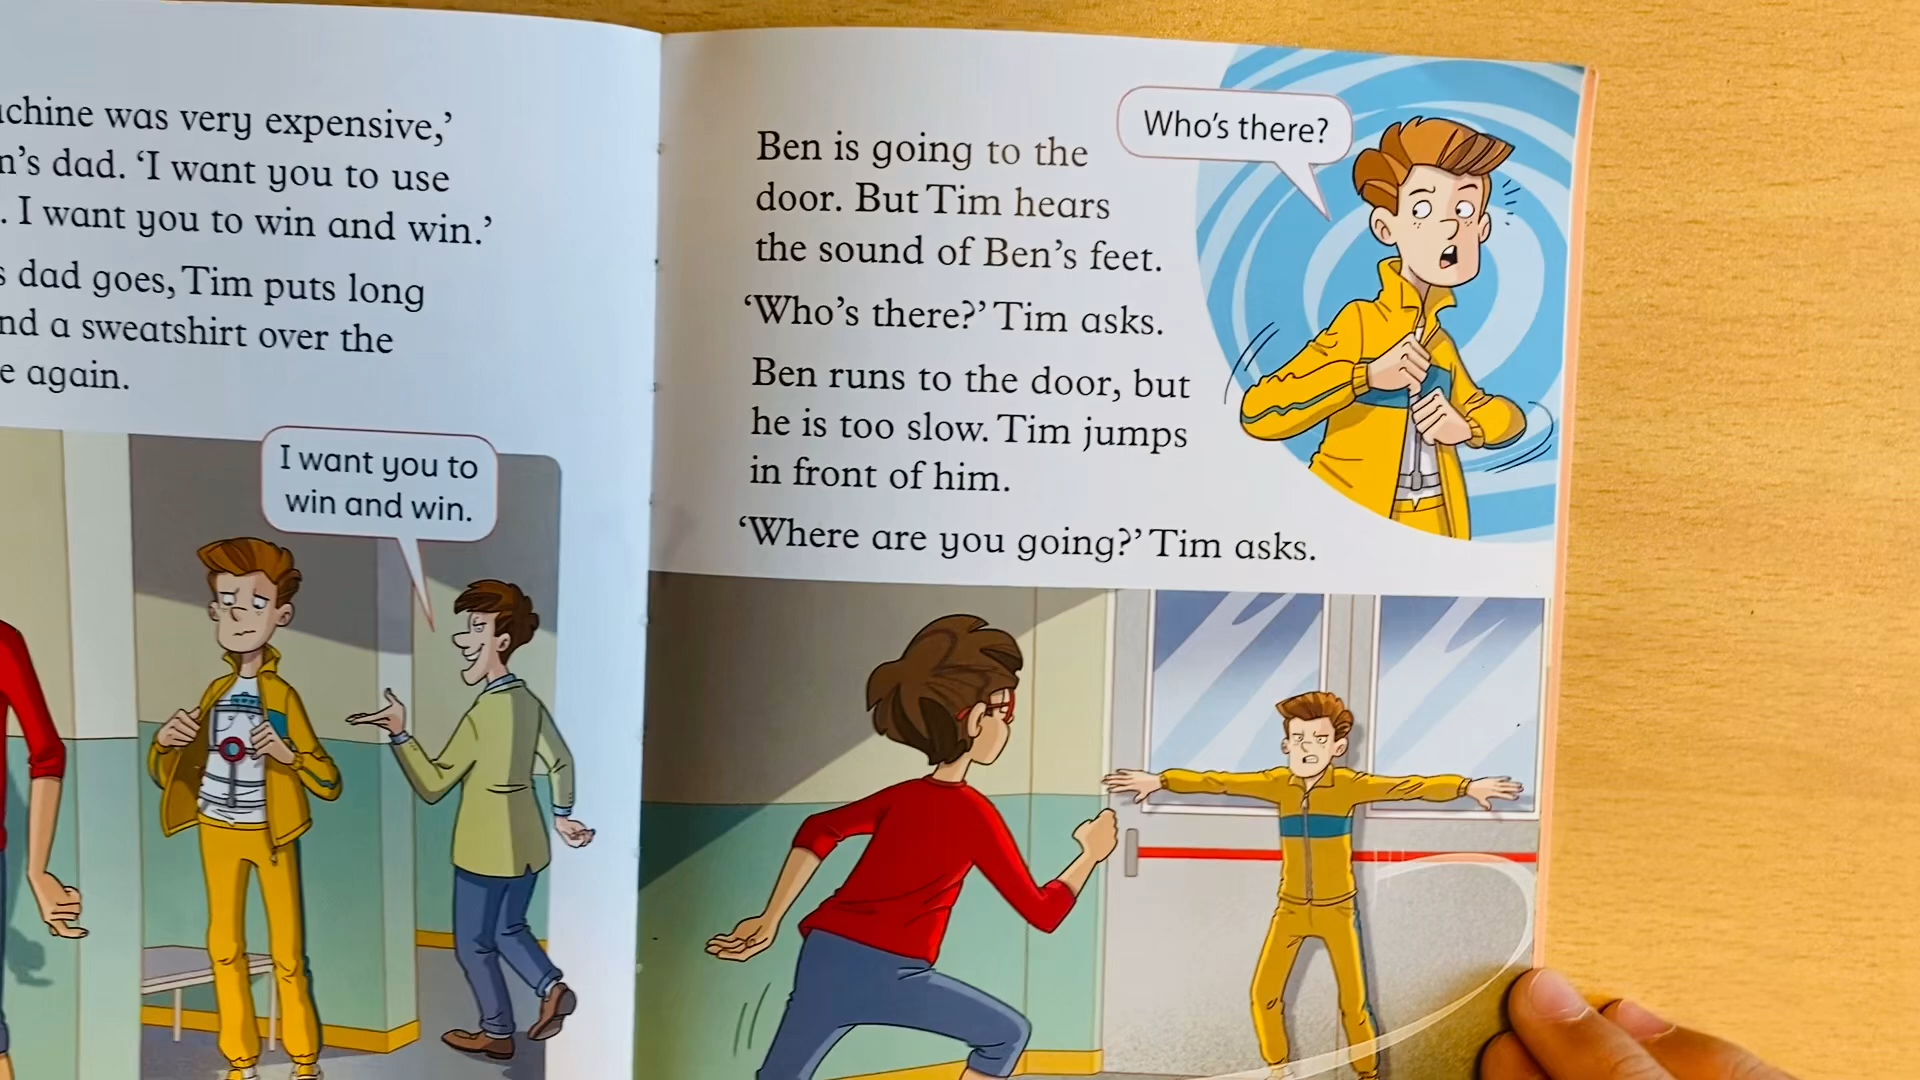 machine was very expensive,’
’s dad. ‘I want you to use
. I want you to win and win.’
dad goes, Tim puts long
and a sweatshirt over the
again.
I want you to
win and win.
Who’s there?
Ben is going to the
door. But Tim hears
the sound of Ben’s feet.
‘Who’s there?’ Tim asks.
Ben runs to the door, but
he is too slow. Tim jumps
in front of him.
‘Where are you going?’ Tim asks.